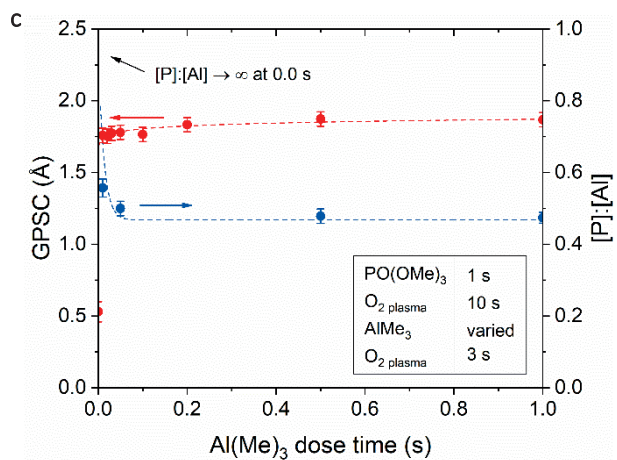 c
[P]:[Al] → ∞ at 0.0 s
GPSC (Å)
2.5
2.0
1.5
1.0
0.5
0.0
1.0
0.8
0.6
0.4
0.2
0.0
[P]:[Al]
PO(OMe)₃ 1 s
O₂ plasma 10 s
AlMe₃ varied
O₂ plasma 3 s
0.0 0.2 0.4 0.6 0.8 1.0
Al(Me)₃ dose time (s)